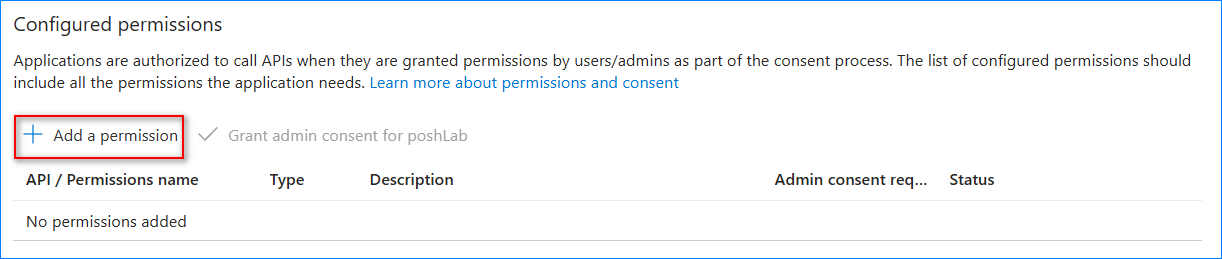 Configured permissions
Applications are authorized to call APIs when they are granted permissions by users/admins as part of the consent process. The list of configured permissions should
include all the permissions the application needs. Learn more about permissions and consent
Add a permission Grant admin consent for poshLab
API / Permissions name Type Description Admin consent req... Status
No permissions added